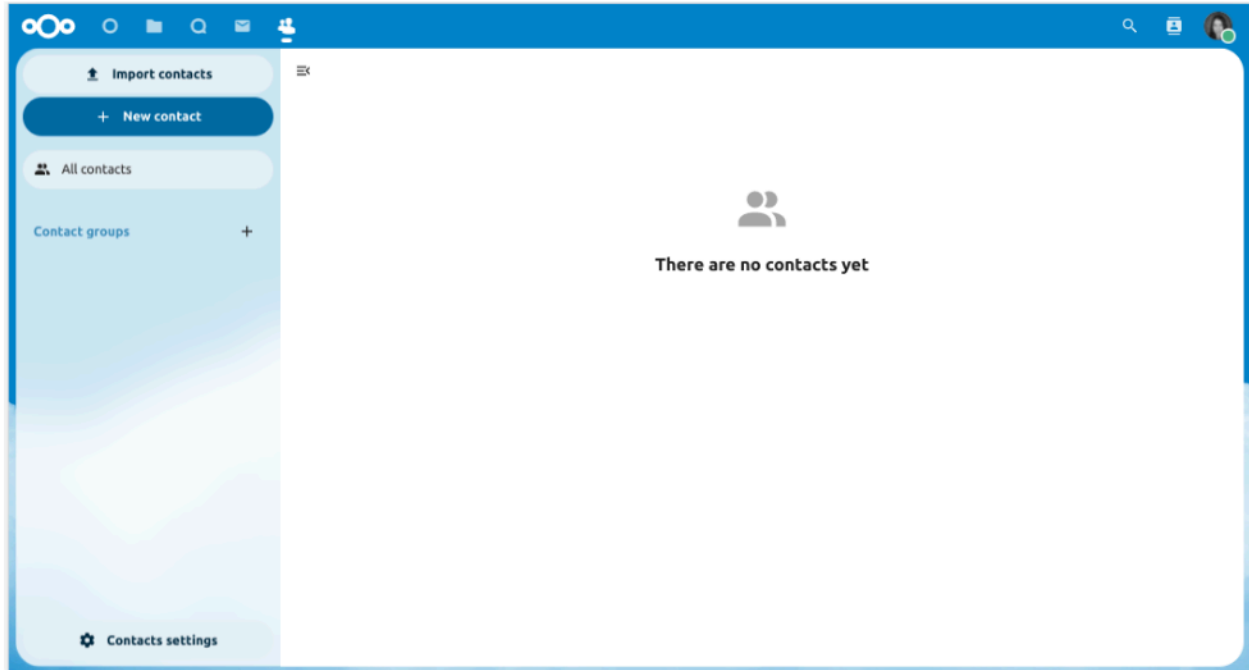 Import contacts
+ New contact
All contacts
Contact groups +
There are no contacts yet
Contacts settings